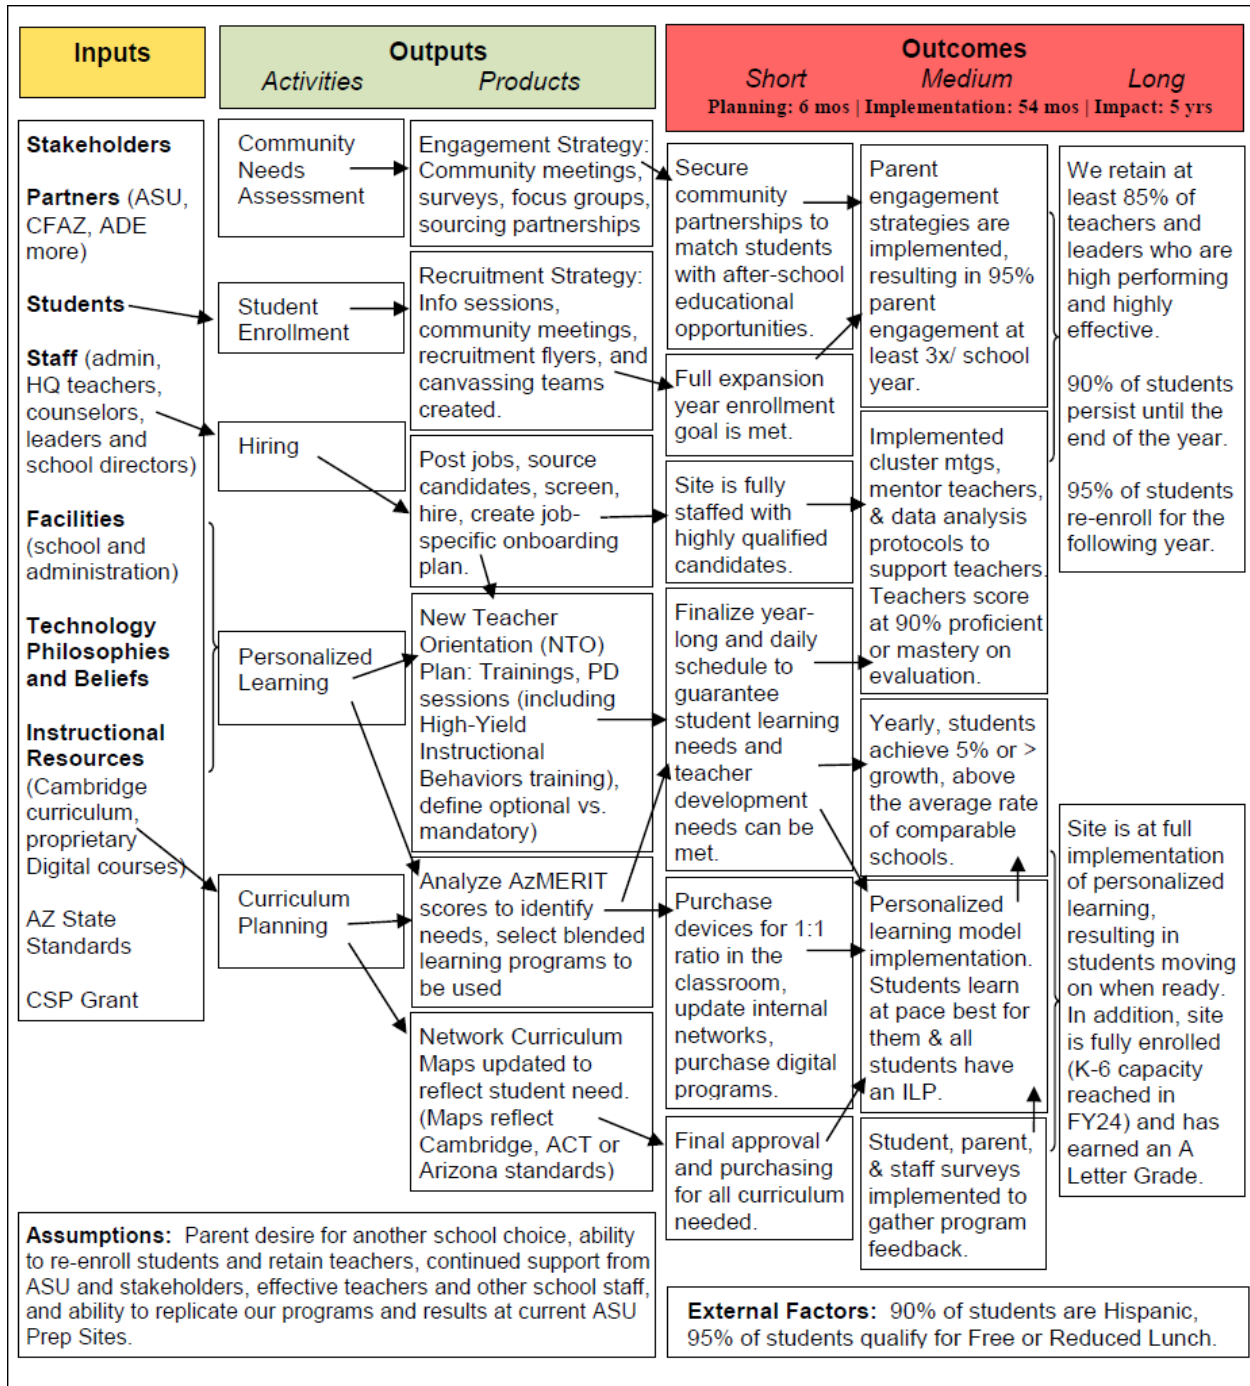 Inputs
Outputs
Activities Products
Outcomes
Short Medium Long
Planning: 6 mos | Implementation: 54 mos | Impact: 5 yrs
Stakeholders
Partners (ASU,
CFAZ, ADE
more)
Students
Staff (admin,
HQ teachers,
counselors,
leaders and
school directors)
Facilities
(school and
administration)
Technology
Philosophies
and Beliefs
Instructional
Resources
(Cambridge
curriculum,
proprietary
Digital courses)
AZ State
Standards
CSP Grant
Community
Needs
Assessment
Student
Enrollment
Hiring
Personalized
Learning
Curriculum
Planning
Engagement Strategy:
Community meetings,
surveys, focus groups,
sourcing partnerships
Recruitment Strategy:
Info sessions,
community meetings,
recruitment flyers, and
canvassing teams
created.
Post jobs, source
candidates, screen,
hire, create job-
specific onboarding
plan.
New Teacher
Orientation (NTO)
Plan: Trainings, PD
sessions (including
High-Yield
Instructional
Behaviors training),
define optional vs.
mandatory)
Analyze AzMERIT
scores to identify
needs, select blended
learning programs to
be used
Network Curriculum
Maps updated to
reflect student need.
(Maps reflect
Cambridge, ACT or
Arizona standards)
Secure
community
partnerships to
match students
with after-school
educational
opportunities.
Full expansion
year enrollment
goal is met.
Site is fully
staffed with
highly qualified
candidates.
Finalize year-
long and daily
schedule to
guarantee
student learning
needs and
teacher
development
needs can be
met.
Purchase
devices for 1:1
ratio in the
classroom,
update internal
networks,
purchase digital
programs.
Final approval
and purchasing
for all curriculum
needed.
Parent
engagement
strategies are
implemented,
resulting in 95%
parent
engagement at
least 3x/ school
year.
Implemented
cluster mtgs,
mentor teachers,
& data analysis
protocols to
support teachers.
Teachers score
at 90% proficient
or mastery on
evaluation.
Yearly, students
achieve 5% or >
growth, above
the average rate
of comparable
schools.
Personalized
learning model
implementation.
Students learn
at pace best for
them & all
students have
an ILP.
Student, parent,
& staff surveys
implemented to
gather program
feedback.
We retain at
least 85% of
teachers and
leaders who are
high performing
and highly
effective.
90% of students
persist until the
end of the year.
95% of students
re-enroll for the
following year.
Site is at full
implementation
of personalized
learning,
resulting in
students moving
on when ready.
In addition, site
is fully enrolled
(K-6 capacity
reached in
FY24) and has
earned an A
Letter Grade.
Assumptions: Parent desire for another school choice, ability
to re-enroll students and retain teachers, continued support from
ASU and stakeholders, effective teachers and other school staff,
and ability to replicate our programs and results at current ASU
Prep Sites.
External Factors: 90% of students are Hispanic,
95% of students qualify for Free or Reduced Lunch.